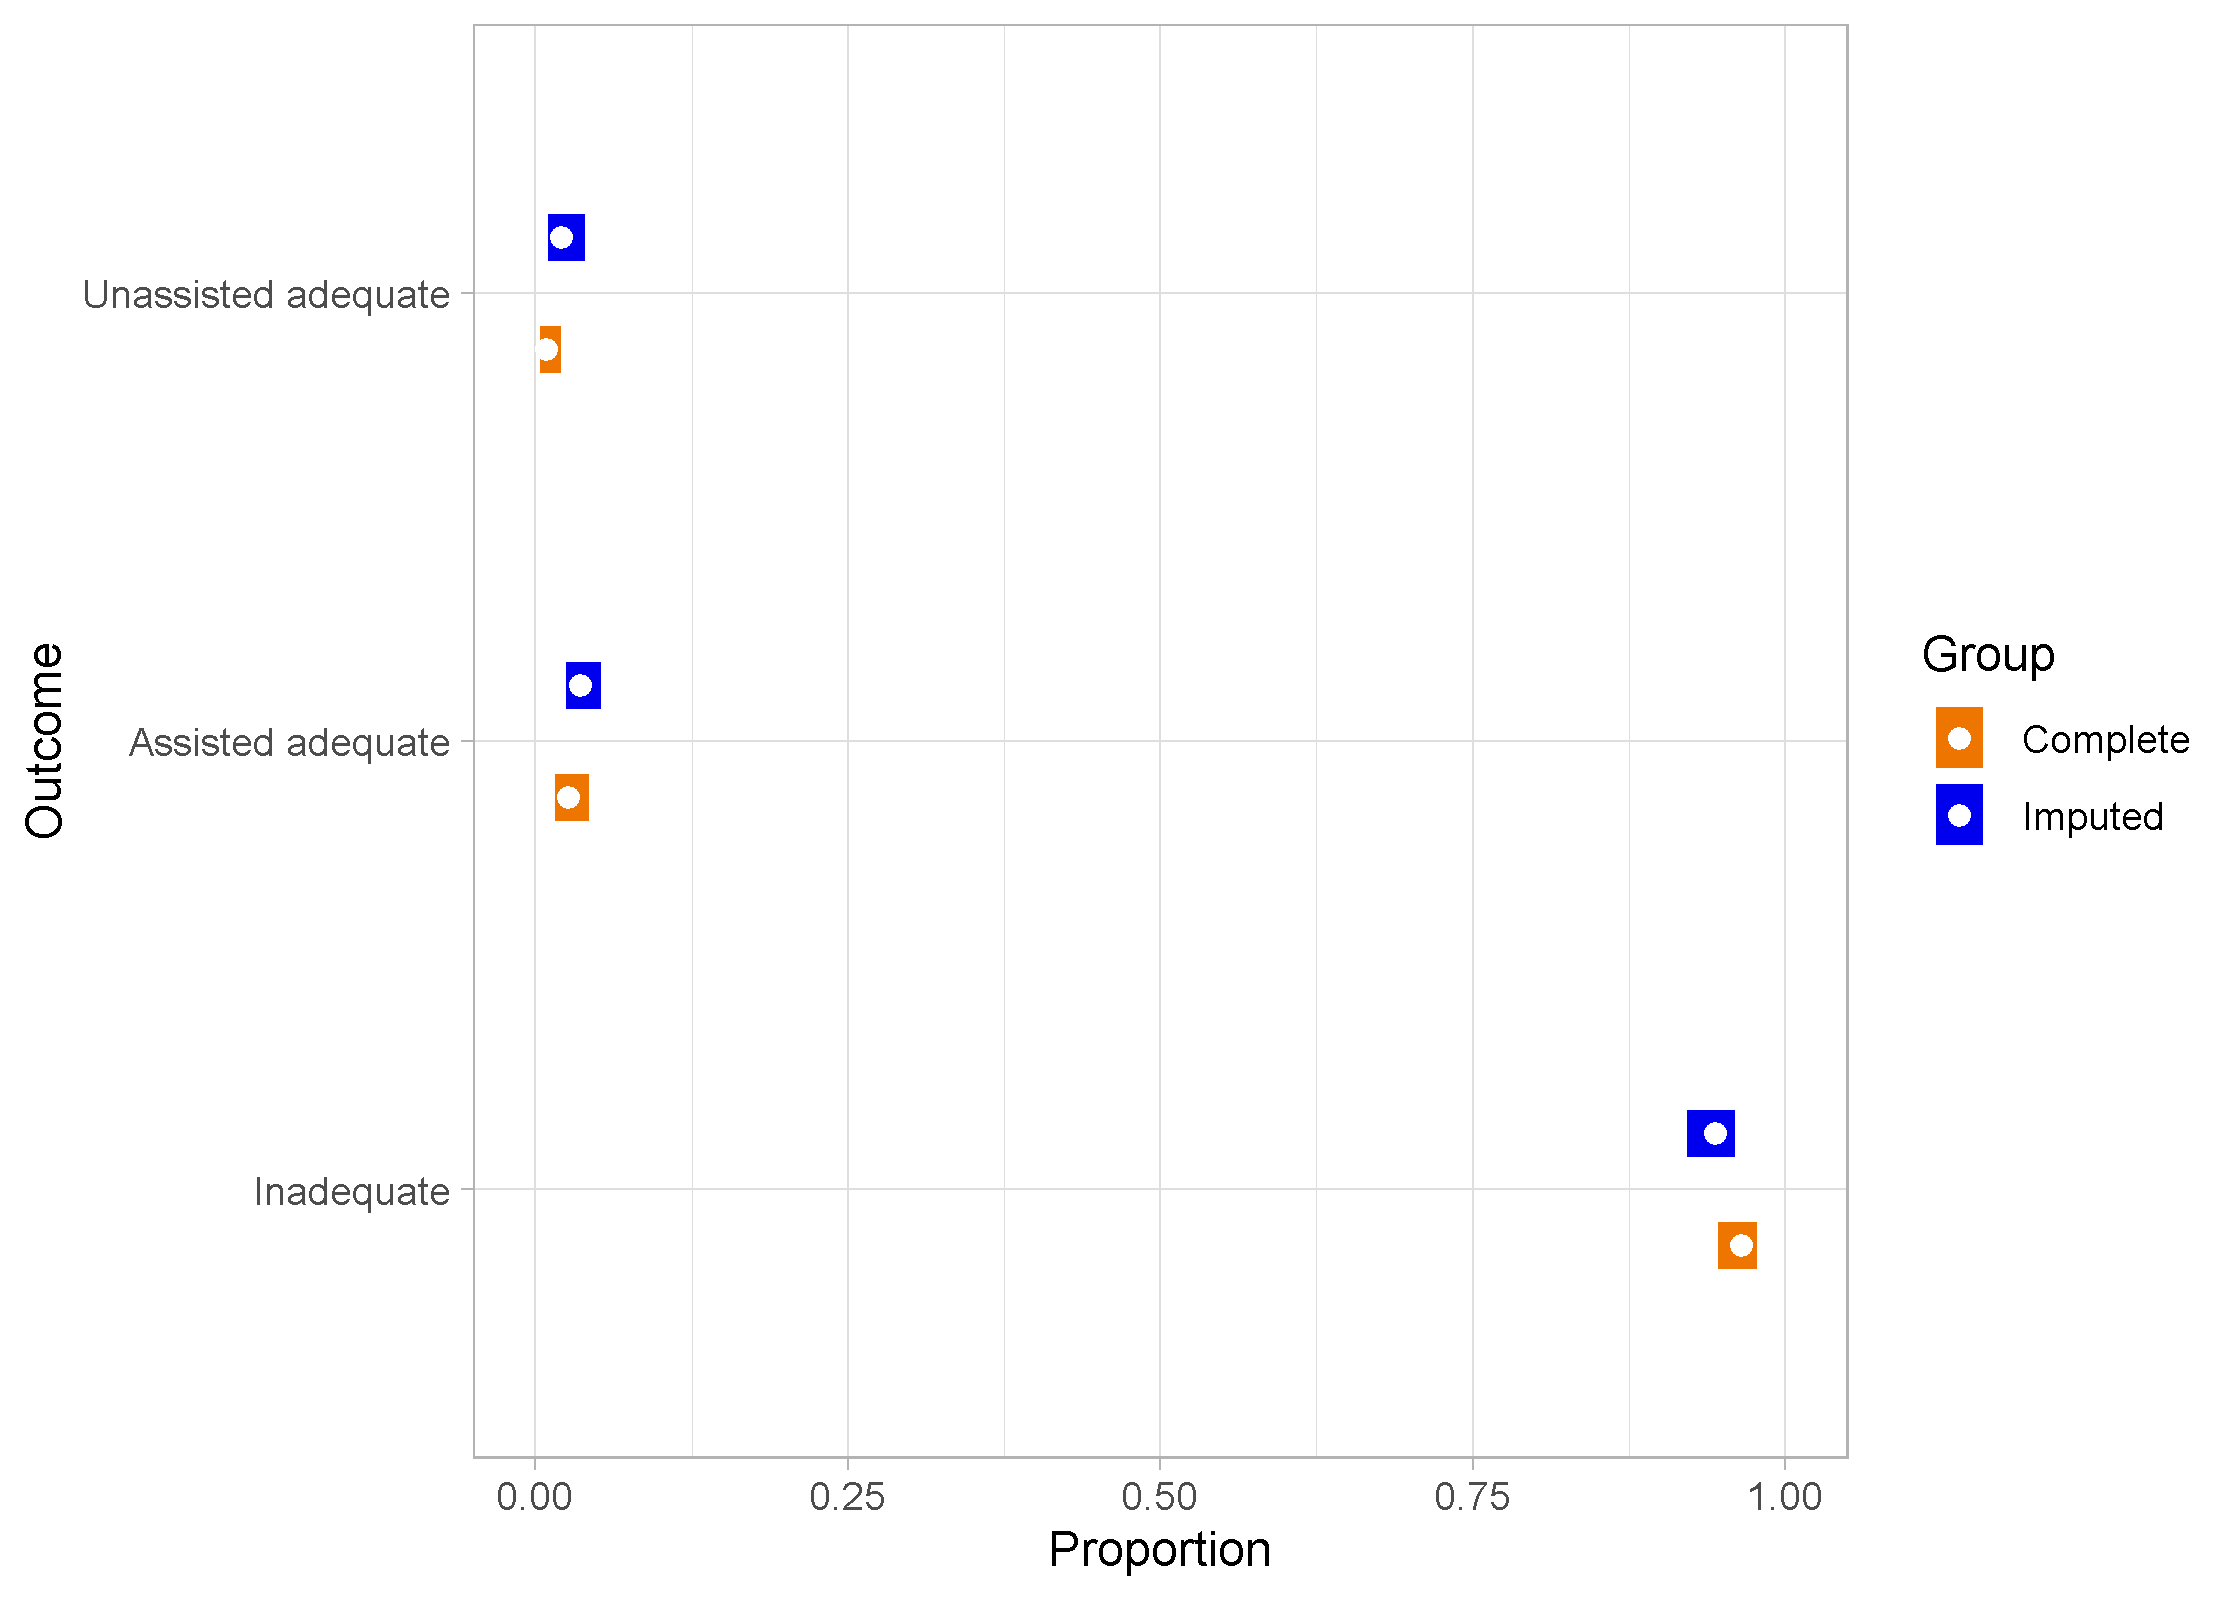 Unassisted adequate
Assisted adequate
Inadequate
Outcome
0.00 0.25 0.50 0.75 1.00
Proportion
Group
Complete
Imputed